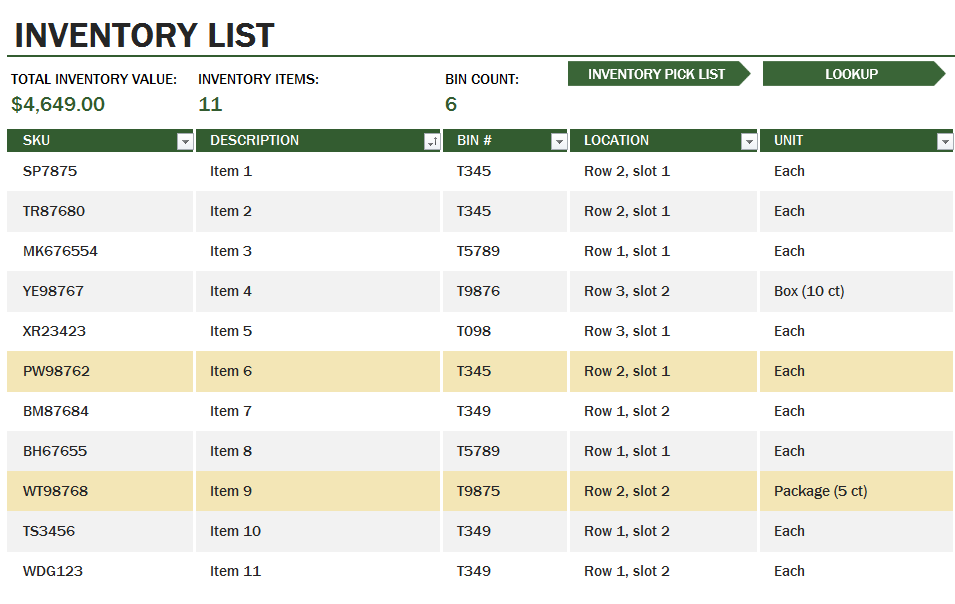 INVENTORY LIST
TOTAL INVENTORY VALUE: INVENTORY ITEMS: BIN COUNT: INVENTORY PICK LIST LOOKUP
$4,649.00 11 6
SKU DESCRIPTION BIN # LOCATION UNIT
SP7875 Item 1 T345 Row 2, slot 1 Each
TR87680 Item 2 T345 Row 2, slot 1 Each
MK676554 Item 3 T5789 Row 1, slot 1 Each
YE98767 Item 4 T9876 Row 3, slot 2 Box (10 ct)
XR23423 Item 5 T098 Row 3, slot 1 Each
PW98762 Item 6 T345 Row 2, slot 1 Each
BM87684 Item 7 T349 Row 1, slot 2 Each
BH67655 Item 8 T5789 Row 1, slot 1 Each
WT98768 Item 9 T9875 Row 2, slot 2 Package (5 ct)
TS3456 Item 10 T349 Row 1, slot 2 Each
WDG123 Item 11 T349 Row 1, slot 2 Each